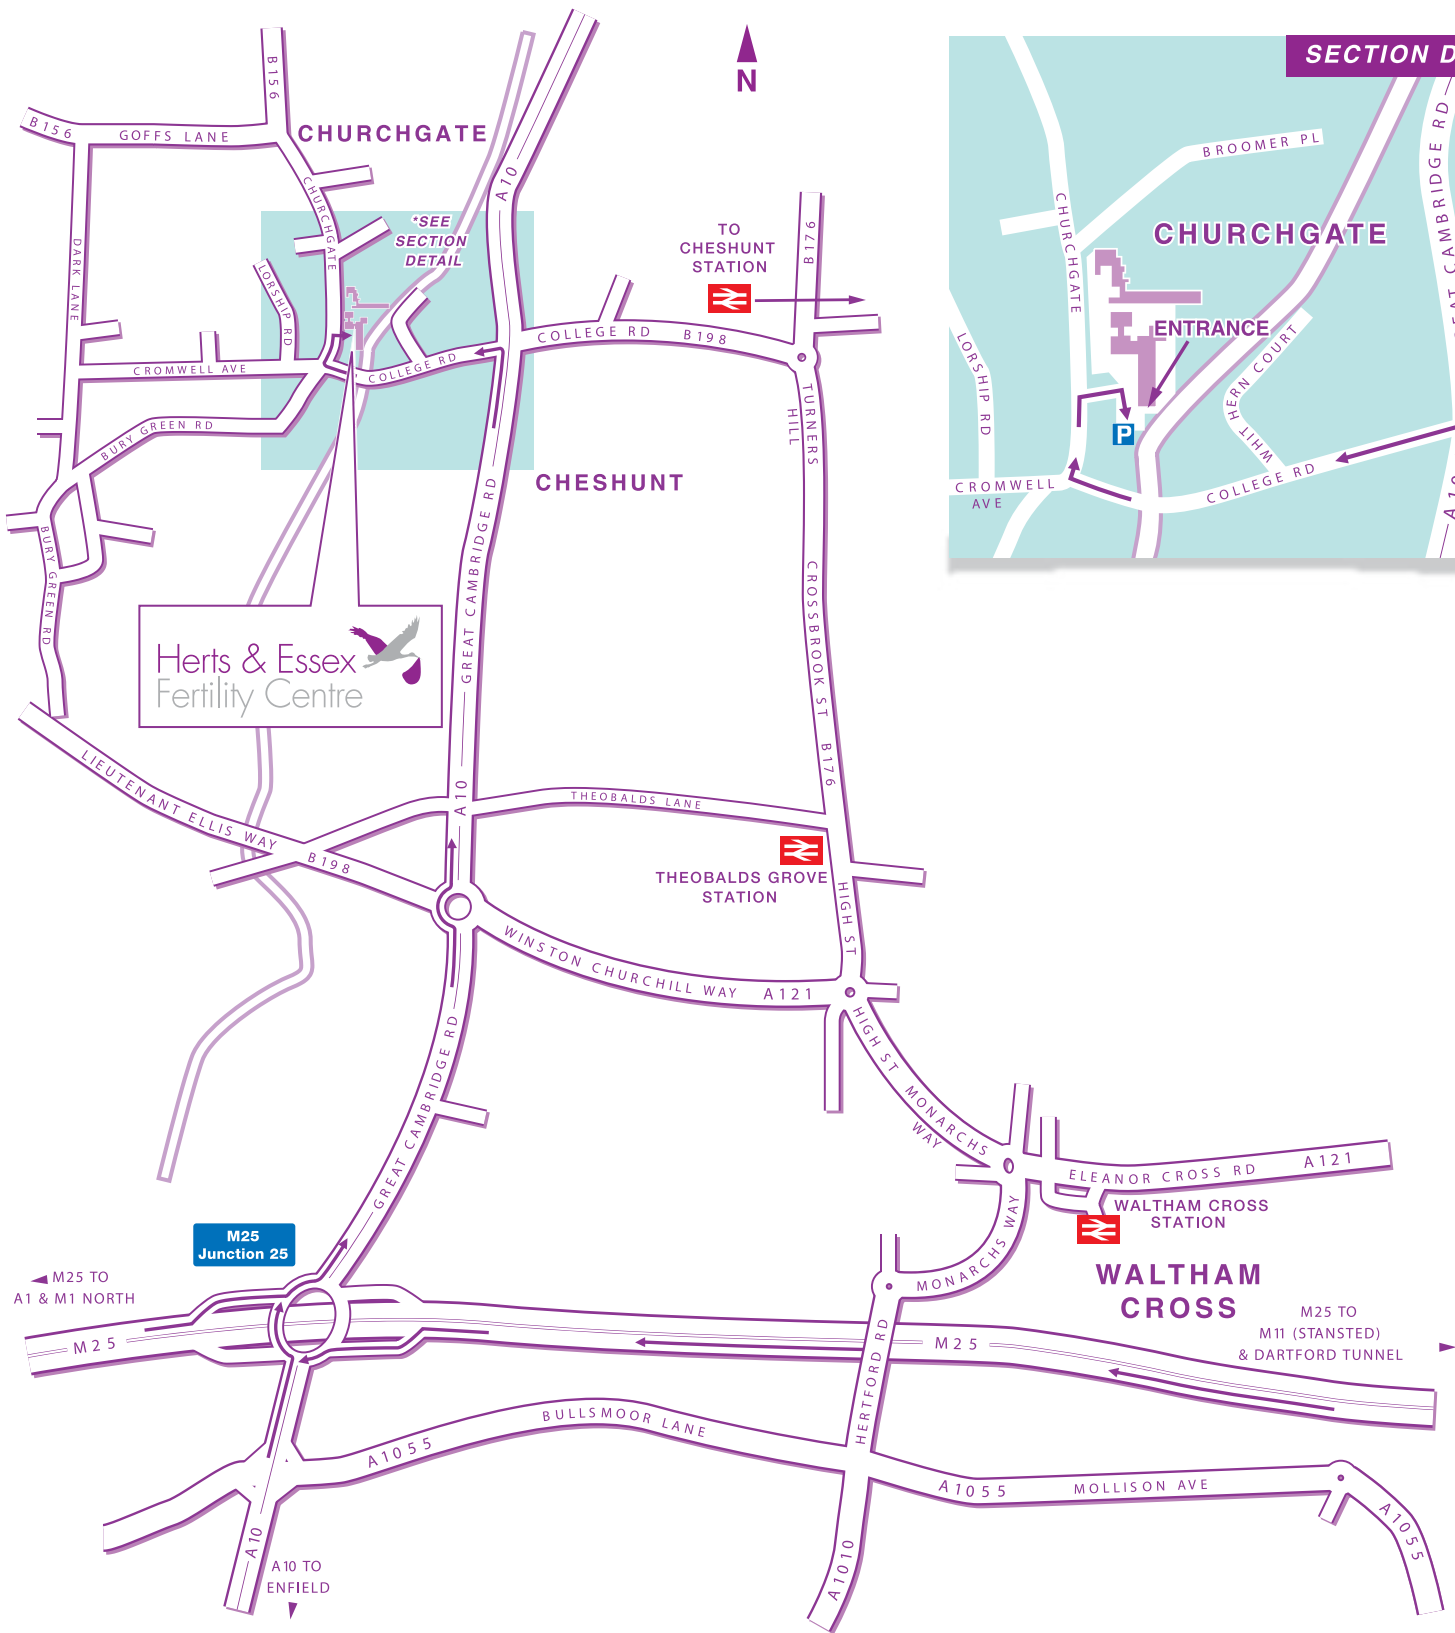 N
B156
B156
GOFFS LANE
CHURCHGATE
CHURCHGATE
A10
*SEE
SECTION
DETAIL
DARK LANE
LORSHIP RD
CROMWELL AVE
COLLEGE RD
COLLEGE RD
B198
TO
CHESHUNT
STATION
B176
TURNERS
HILL
BURY GREEN RD
BURY GREEN RD
CHESHUNT
GREAT CAMBRIDGE RD
CROSSBROOK ST
B176
Herts & Essex
Fertility Centre
LIEUTENANT ELLIS WAY
B198
A10
THEOBALDS LANE
THEOBALDS GROVE
STATION
HIGH ST
WINSTON CHURCHILL WAY
A121
HIGH ST
MONARCHS
WAY
GREAT CAMBRIDGE RD
ELEANOR CROSS RD
A121
WALTHAM CROSS
STATION
MONARCHS WAY
WALTHAM
CROSS
M25
Junction 25
M25 TO
A1 & M1 NORTH
M25
M25
M25 TO
M11 (STANSTED)
& DARTFORD TUNNEL
HERTFORD RD
BULLSMOOR LANE
A1055
A1055
MOLLISON AVE
A1055
A10
A10 TO
ENFIELD
A1010
SECTION D
BROOMER PL
CHURCHGATE
CHURCHGATE
ENTRANCE
P
LORSHIP RD
CROMWELL
AVE
WHIT HERN COURT
COLLEGE RD
EAT CAMBRIDGE RD
A10